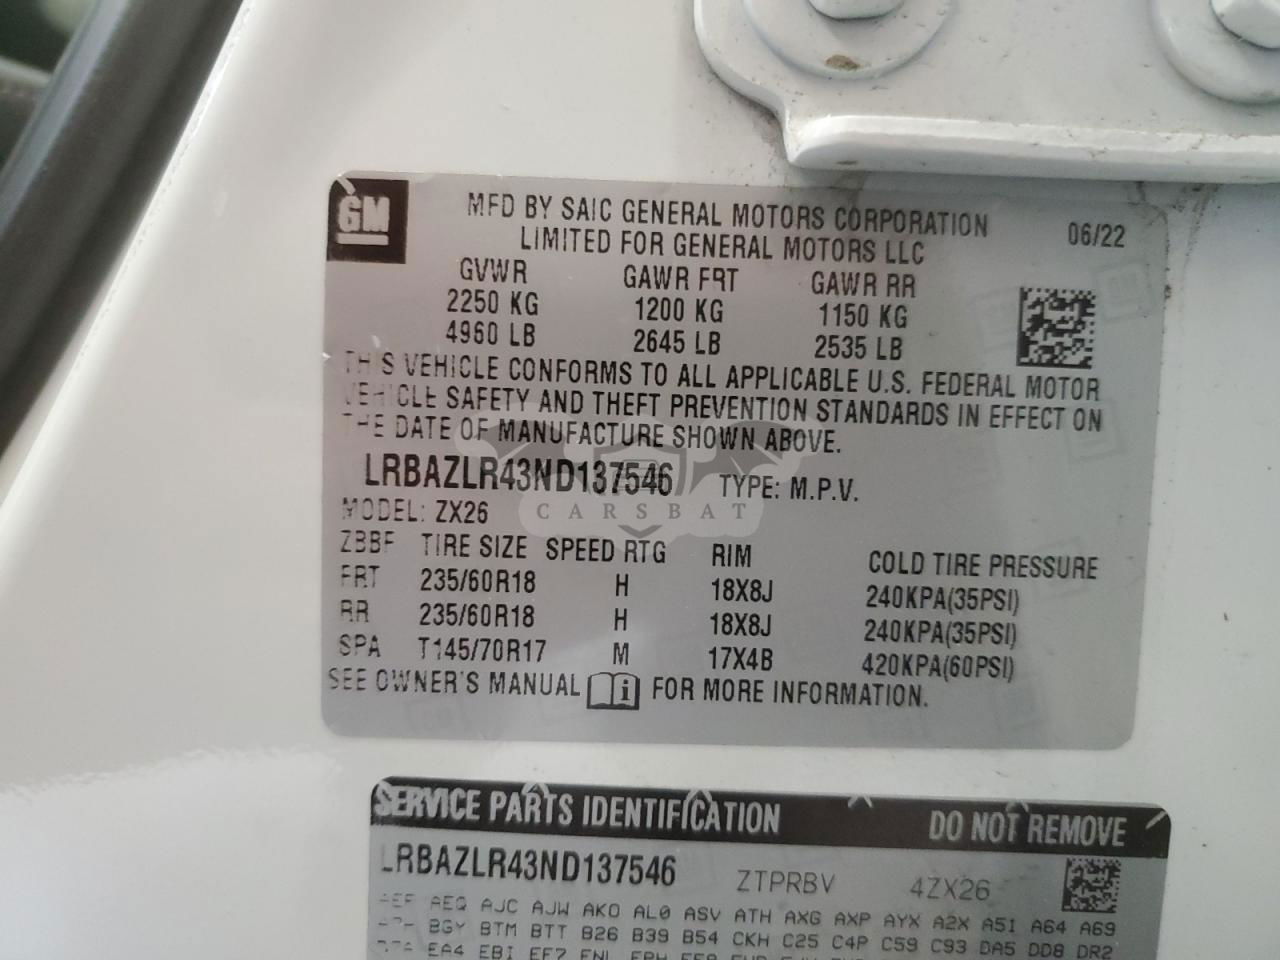 GM
MFD BY SAIC GENERAL MOTORS CORPORATION
LIMITED FOR GENERAL MOTORS LLC
06/22
GVWR GAWR FRT GAWR RR
2250 KG 1200 KG 1150 KG
4960 LB 2645 LB 2535 LB
THIS VEHICLE CONFORMS TO ALL APPLICABLE U.S. FEDERAL MOTOR
VEHICLE SAFETY AND THEFT PREVENTION STANDARDS IN EFFECT ON
THE DATE OF MANUFACTURE SHOWN ABOVE.
LRBAZLR43ND137546 TYPE: M.P.V.
CARSBAT
MODEL: ZX26
ZBBF TIRE SIZE SPEED RTG RIM COLD TIRE PRESSURE
FRT 235/60R18 H 18X8J 240KPA(35PSI)
RR 235/60R18 H 18X8J 240KPA(35PSI)
SPA T145/70R17 M 17X4B 420KPA(60PSI)
SEE OWNER'S MANUAL FOR MORE INFORMATION.
SERVICE PARTS IDENTIFICATION DO NOT REMOVE
LRBAZLR43ND137546 ZTPRBV 4ZX26
AEQ AJC AJW AKO AL0 ASV ATH AXG AXP AYX A2X A51 A64 A69
BGY BTM BTT B26 B39 B54 CKH C25 C4P C59 C93 DA5 DD8 DR2
EA4 EBI EF7